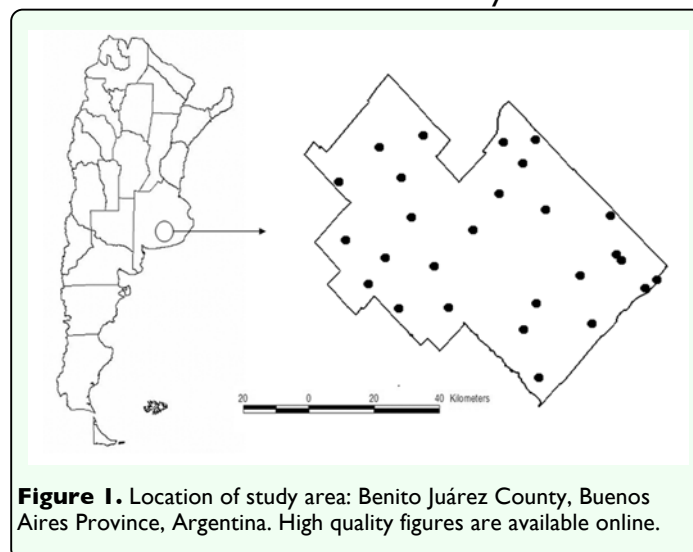 20 0 20 40 Kilometers
Figure 1. Location of study area: Benito Juárez County, Buenos
Aires Province, Argentina. High quality figures are available online.